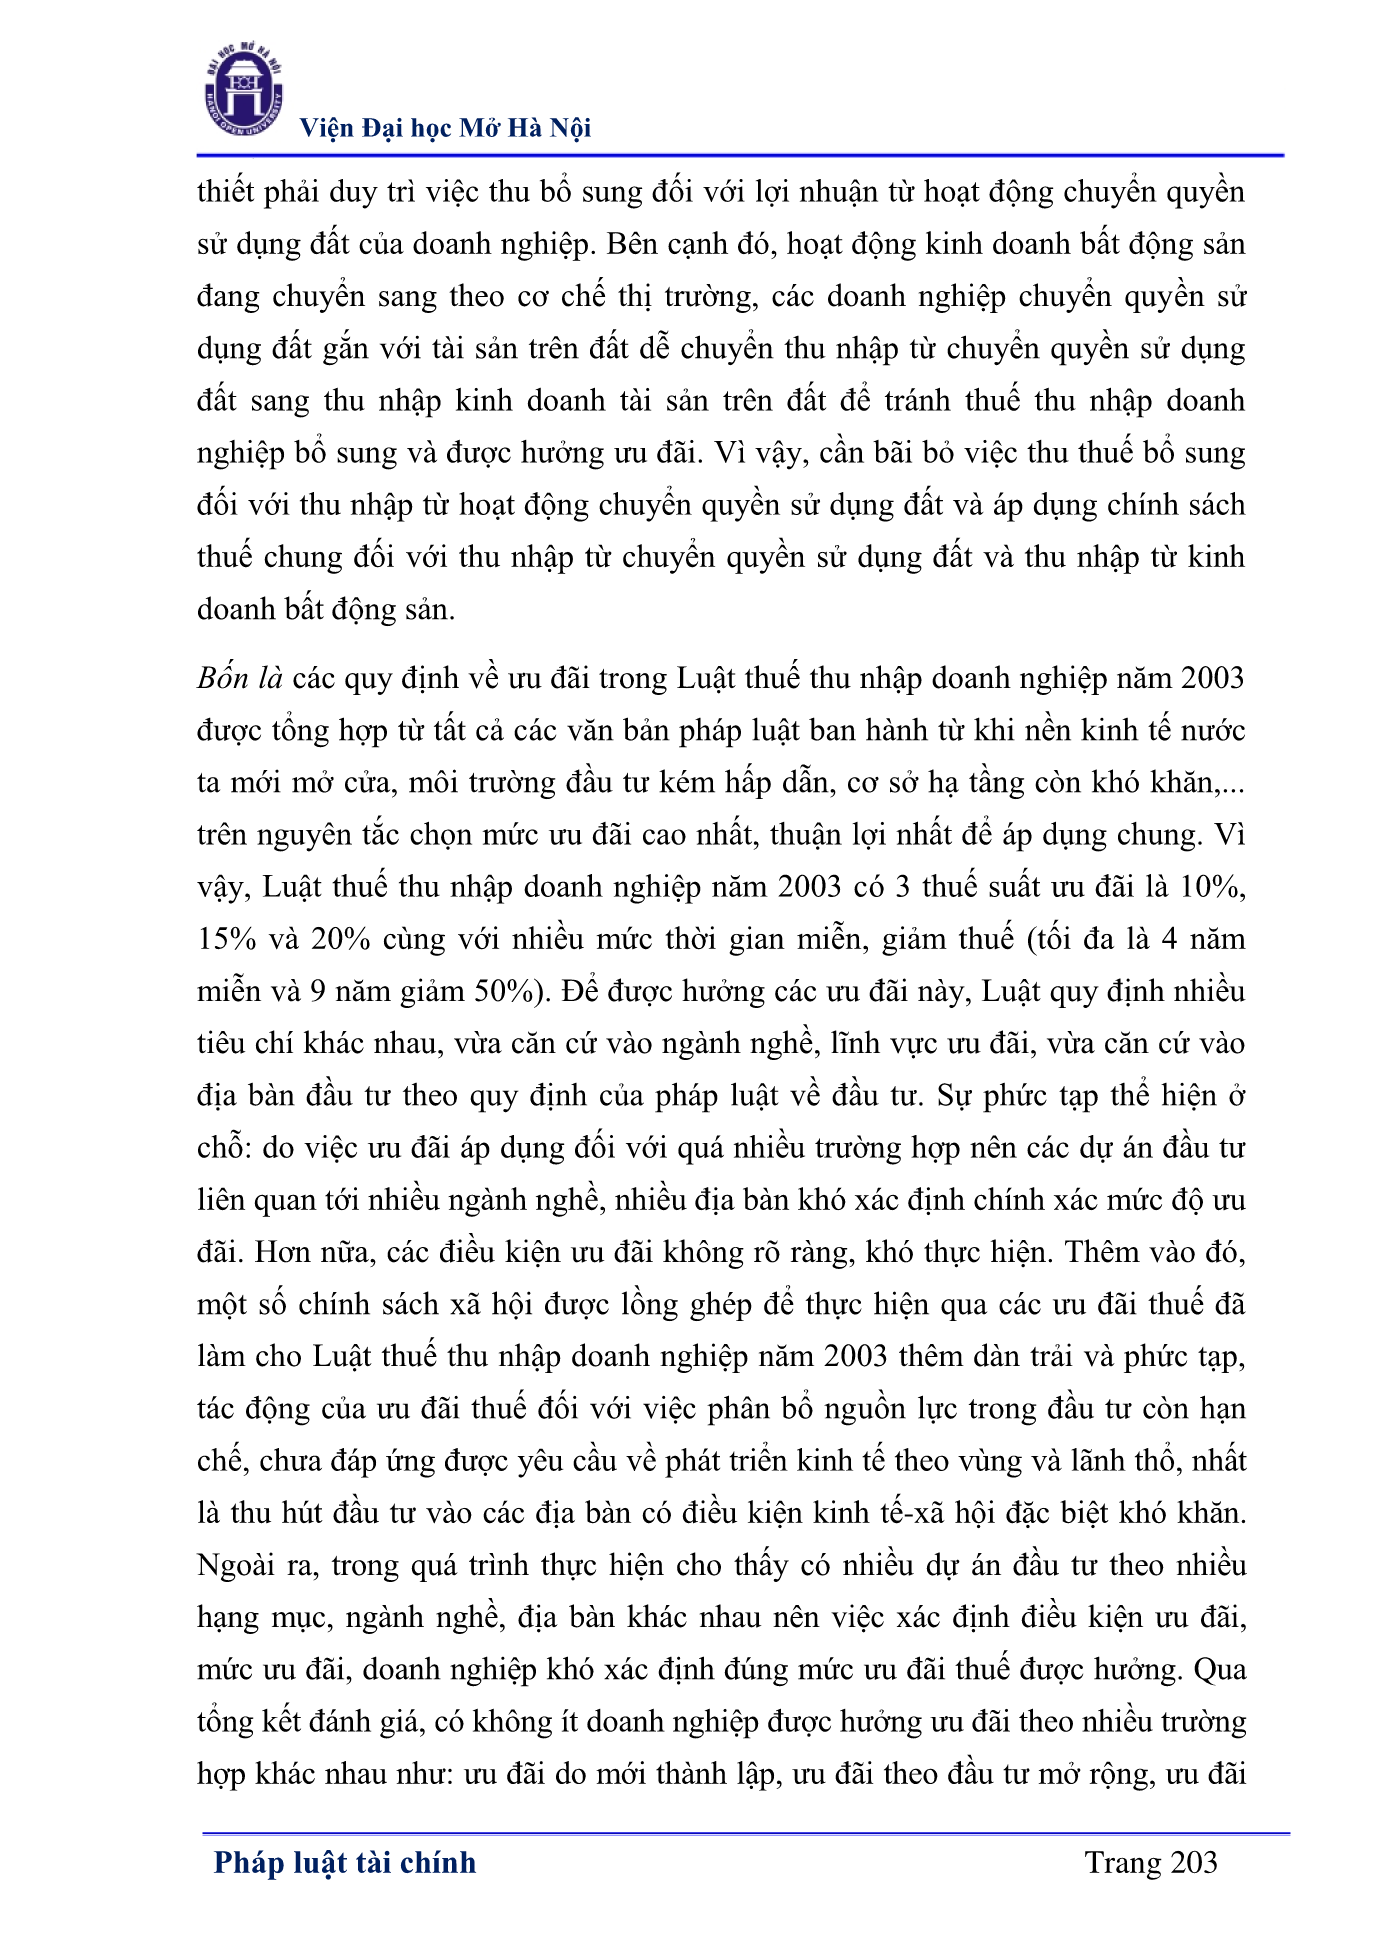 ĐẠI HỌC MỞ HÀ NỘI
HANOI OPEN UNIVERSITY
Viện Đại học Mở Hà Nội
thiết phải duy trì việc thu bổ sung đối với lợi nhuận từ hoạt động chuyển quyền
sử dụng đất của doanh nghiệp. Bên cạnh đó, hoạt động kinh doanh bất động sản
đang chuyển sang theo cơ chế thị trường, các doanh nghiệp chuyển quyền sử
dụng đất gắn với tài sản trên đất dễ chuyển thu nhập từ chuyển quyền sử dụng
đất sang thu nhập kinh doanh tài sản trên đất để tránh thuế thu nhập doanh
nghiệp bổ sung và được hưởng ưu đãi. Vì vậy, cần bãi bỏ việc thu thuế bổ sung
đối với thu nhập từ hoạt động chuyển quyền sử dụng đất và áp dụng chính sách
thuế chung đối với thu nhập từ chuyển quyền sử dụng đất và thu nhập từ kinh
doanh bất động sản.
Bốn là các quy định về ưu đãi trong Luật thuế thu nhập doanh nghiệp năm 2003
được tổng hợp từ tất cả các văn bản pháp luật ban hành từ khi nền kinh tế nước
ta mới mở cửa, môi trường đầu tư kém hấp dẫn, cơ sở hạ tầng còn khó khăn,...
trên nguyên tắc chọn mức ưu đãi cao nhất, thuận lợi nhất để áp dụng chung. Vì
vậy, Luật thuế thu nhập doanh nghiệp năm 2003 có 3 thuế suất ưu đãi là 10%,
15% và 20% cùng với nhiều mức thời gian miễn, giảm thuế (tối đa là 4 năm
miễn và 9 năm giảm 50%). Để được hưởng các ưu đãi này, Luật quy định nhiều
tiêu chí khác nhau, vừa căn cứ vào ngành nghề, lĩnh vực ưu đãi, vừa căn cứ vào
địa bàn đầu tư theo quy định của pháp luật về đầu tư. Sự phức tạp thể hiện ở
chỗ: do việc ưu đãi áp dụng đối với quá nhiều trường hợp nên các dự án đầu tư
liên quan tới nhiều ngành nghề, nhiều địa bàn khó xác định chính xác mức độ ưu
đãi. Hơn nữa, các điều kiện ưu đãi không rõ ràng, khó thực hiện. Thêm vào đó,
một số chính sách xã hội được lồng ghép để thực hiện qua các ưu đãi thuế đã
làm cho Luật thuế thu nhập doanh nghiệp năm 2003 thêm dàn trải và phức tạp,
tác động của ưu đãi thuế đối với việc phân bổ nguồn lực trong đầu tư còn hạn
chế, chưa đáp ứng được yêu cầu về phát triển kinh tế theo vùng và lãnh thổ, nhất
là thu hút đầu tư vào các địa bàn có điều kiện kinh tế-xã hội đặc biệt khó khăn.
Ngoài ra, trong quá trình thực hiện cho thấy có nhiều dự án đầu tư theo nhiều
hạng mục, ngành nghề, địa bàn khác nhau nên việc xác định điều kiện ưu đãi,
mức ưu đãi, doanh nghiệp khó xác định đúng mức ưu đãi thuế được hưởng. Qua
tổng kết đánh giá, có không ít doanh nghiệp được hưởng ưu đãi theo nhiều trường
hợp khác nhau như: ưu đãi do mới thành lập, ưu đãi theo đầu tư mở rộng, ưu đãi
Pháp luật tài chính
Trang 203